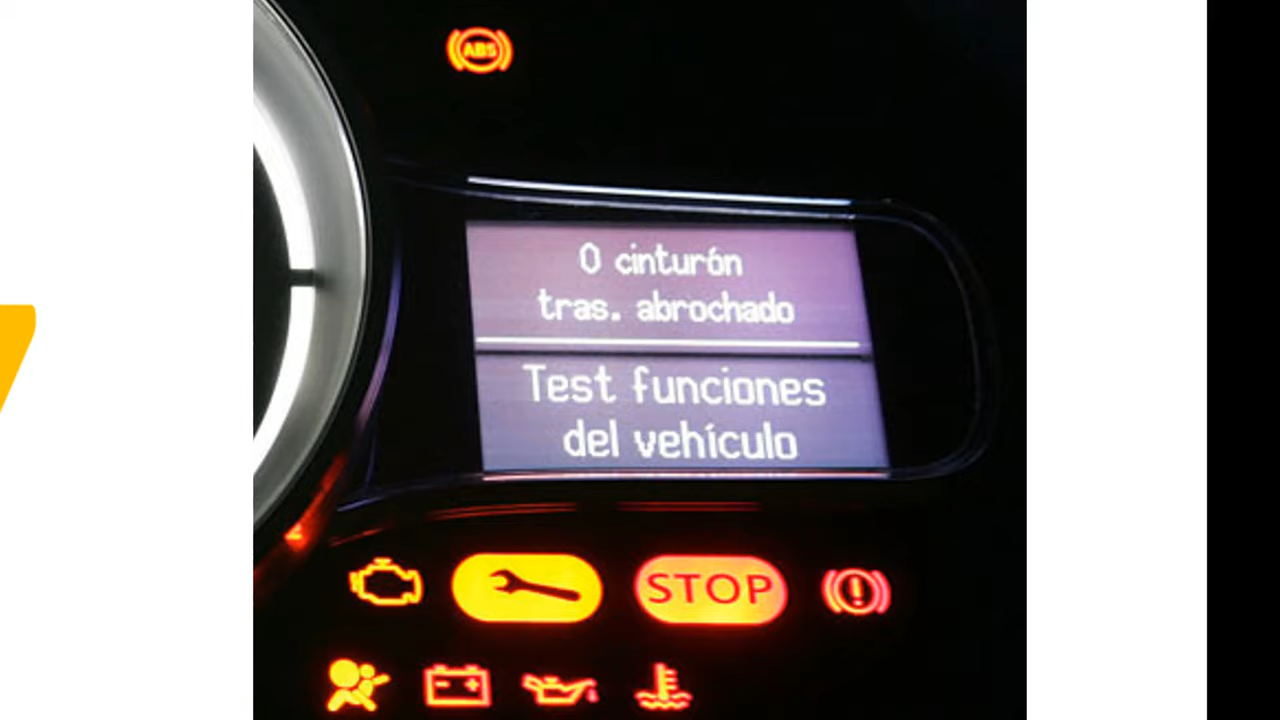 ABS
0 cinturón
tras. abrochado
Test funciones
del vehículo
STOP